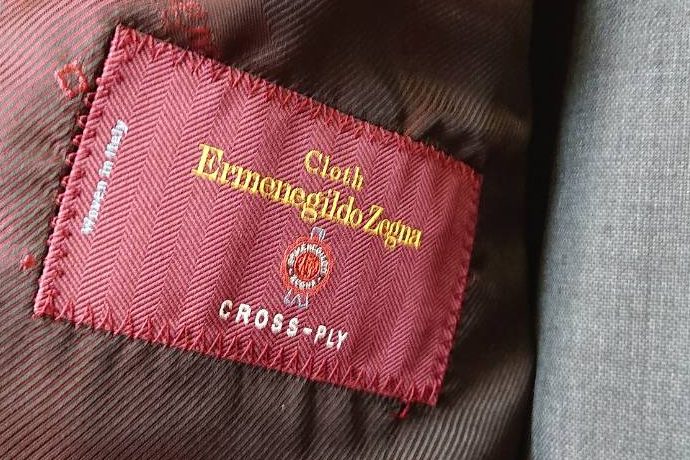 Woven in Italy
Cloth
Ermenegildo Zegna
CROSS-PLY